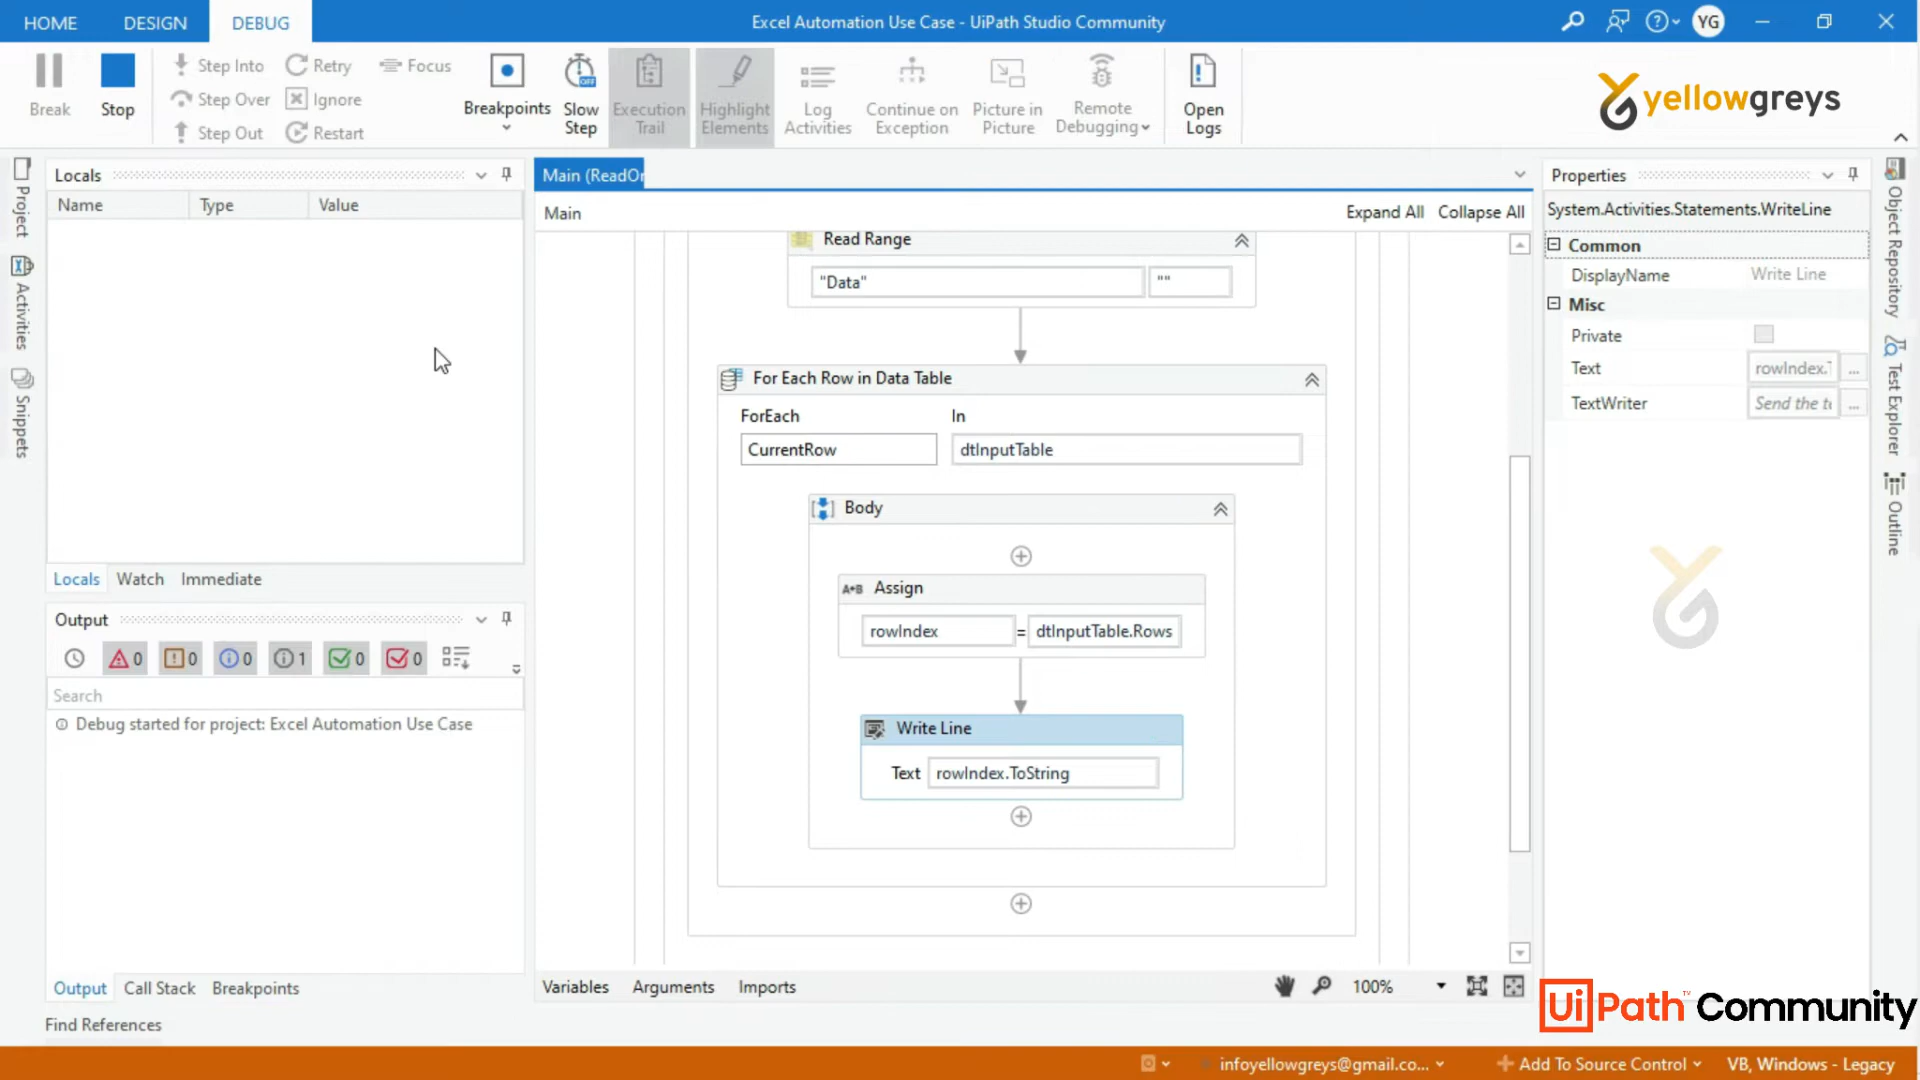 HOME DESIGN DEBUG Excel Automation Use Case - UiPath Studio Community YG
Break Stop
Step Into Retry Focus
Step Over Ignore
Step Out Restart
Breakpoints
Slow
Step
Execution
Trail
Highlight
Elements
Log
Activities
Continue on
Exception
Picture in
Picture
Remote
Debugging
Open
Logs
yellowgreys
Project
Activities
Snippets
Locals
Name Type Value
Locals Watch Immediate
Output
0 0 0 1 0 0
Search
Debug started for project: Excel Automation Use Case
Output Call Stack Breakpoints
Find References
Main (ReadOn
Main Expand All Collapse All
Read Range
"Data" ""
For Each Row in Data Table
ForEach In
CurrentRow dtInputTable
Body
A*B Assign
rowIndex = dtInputTable.Rows
Write Line
Text rowIndex.ToString
Variables Arguments Imports 100%
Properties
System.Activities.Statements.WriteLine
Common
DisplayName Write Line
Misc
Private
Text rowIndex.T ...
TextWriter Send the te ...
Object Repository
Test Explorer
Outline
UiPath™ Community
infoyellowgreys@gmail.co... Add To Source Control VB, Windows - Legacy